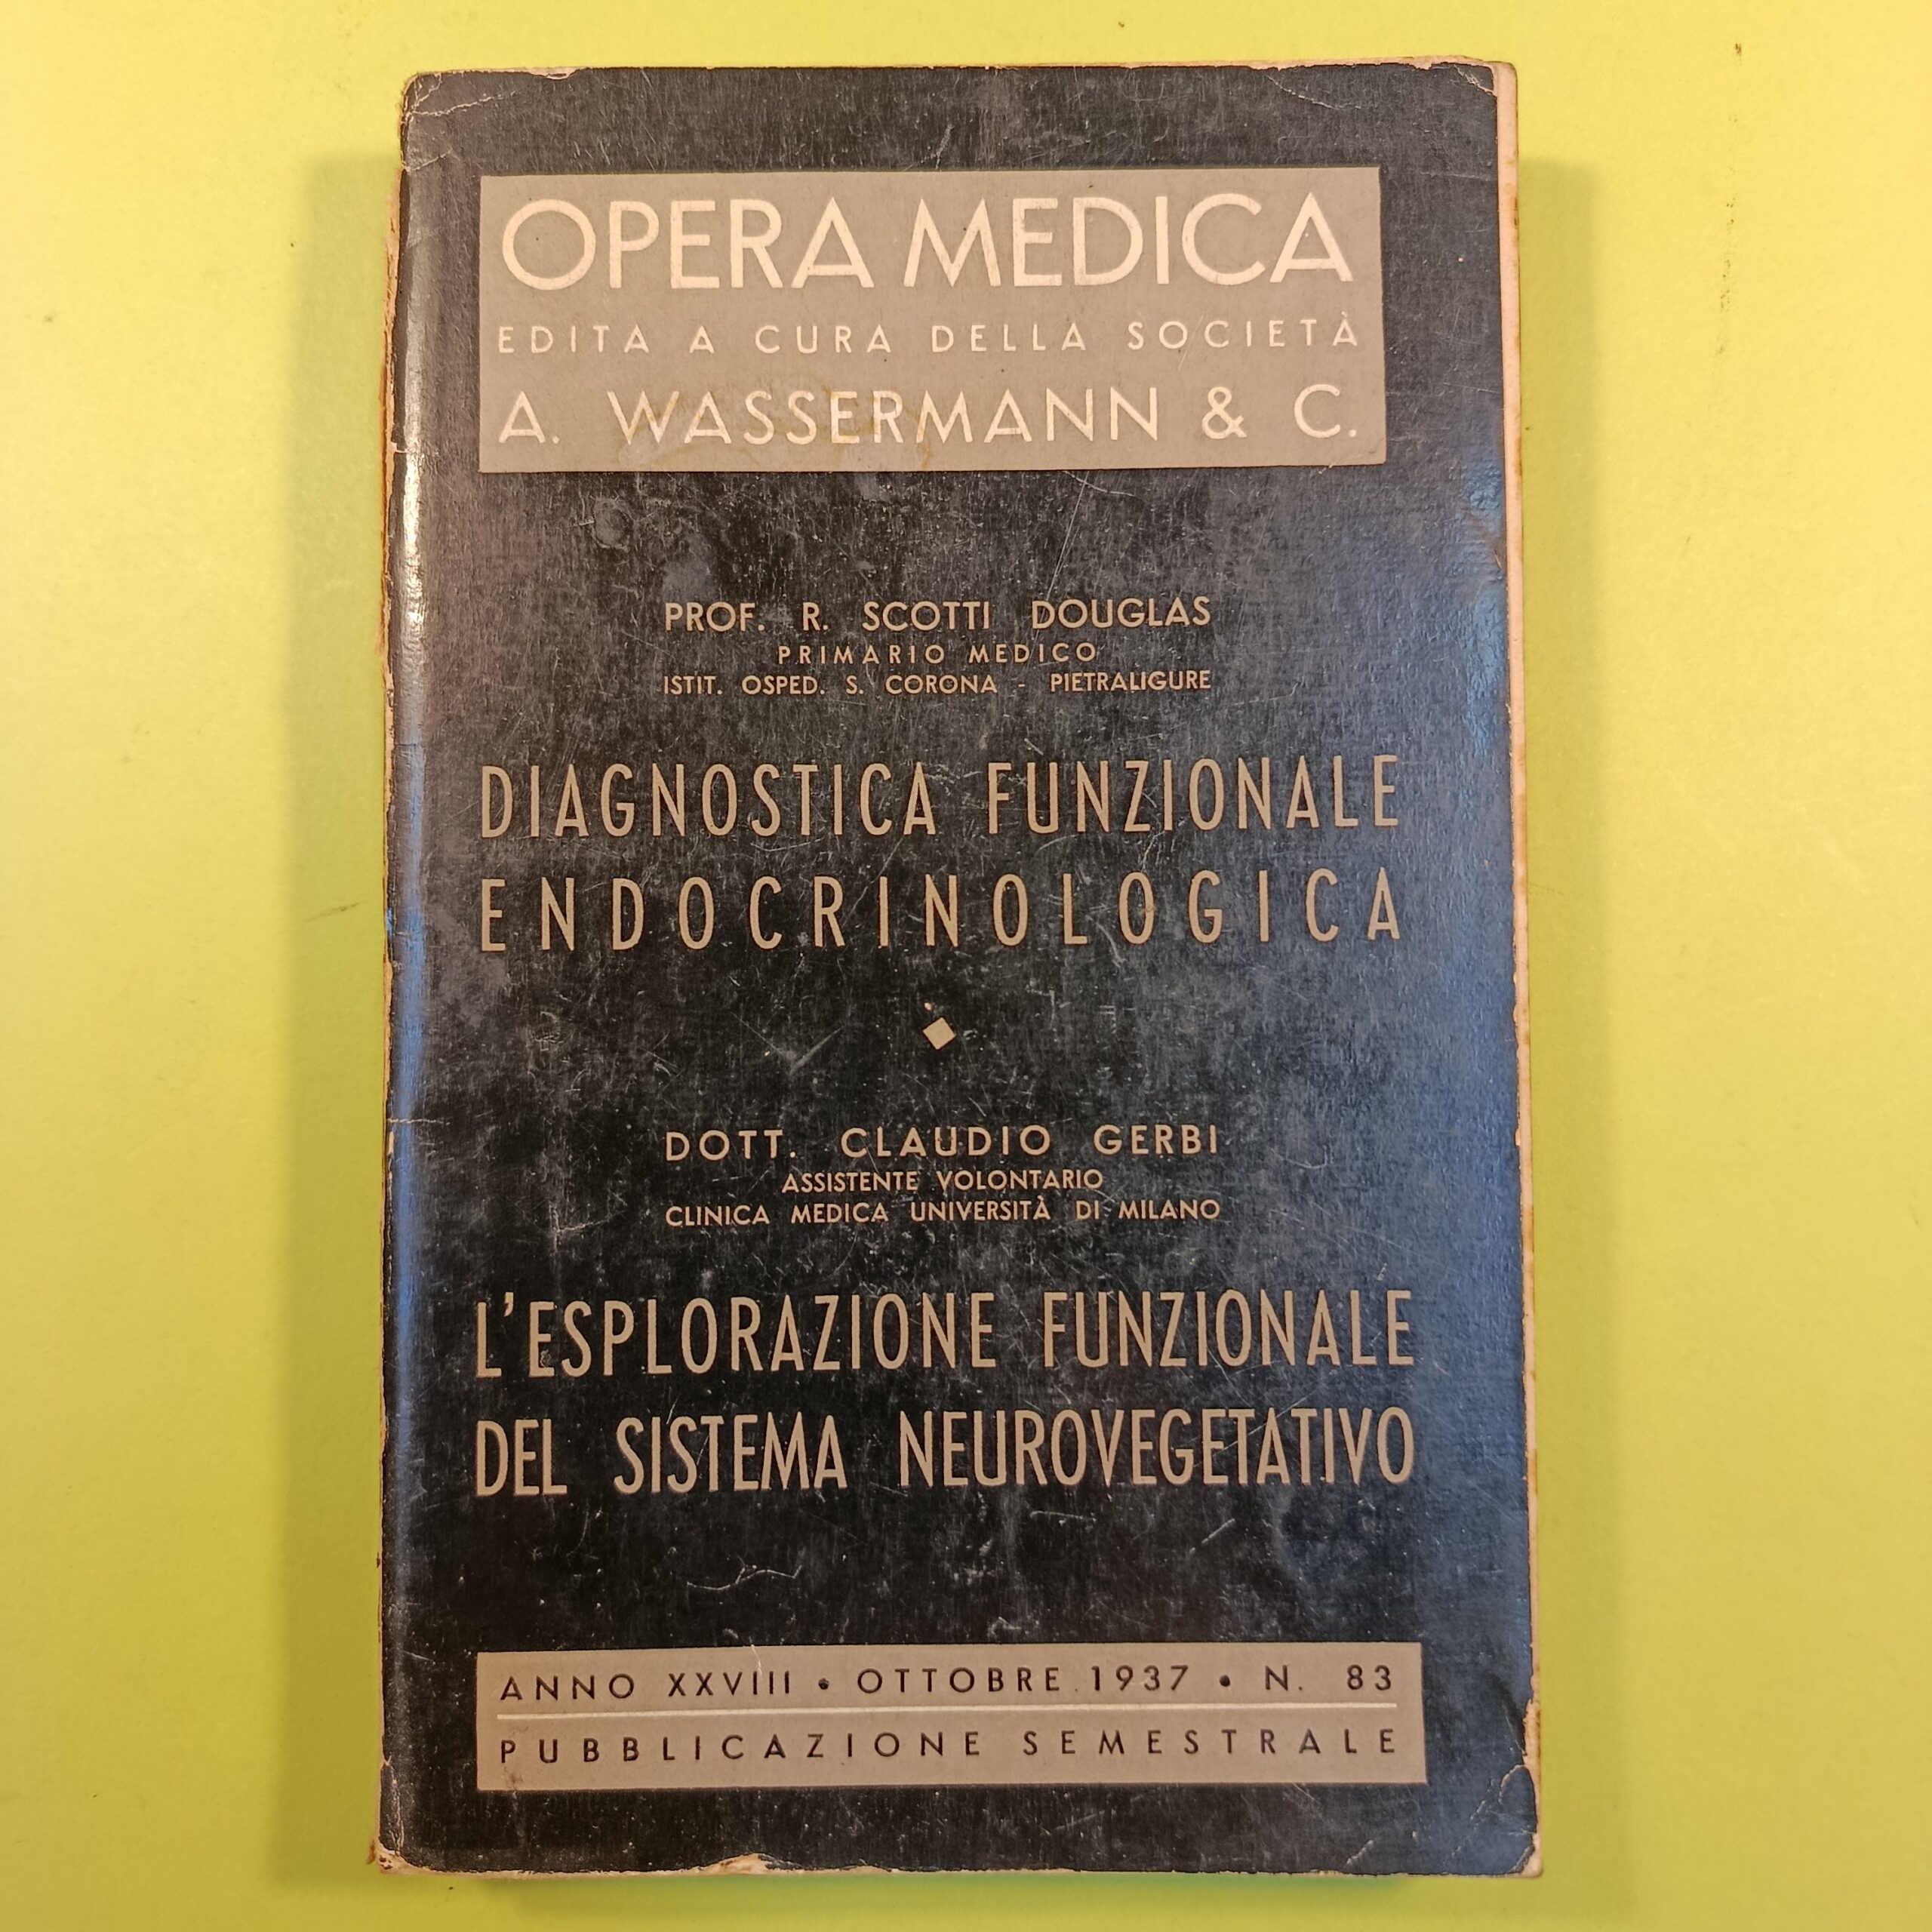 OPERA MEDICA
EDITA A CURA DELLA SOCIETÀ
A. WASSERMANN & C.
PROF. R. SCOTTI DOUGLAS
PRIMARIO MEDICO
ISTIT. OSPED. S. CORONA - PIETRALIGURE
DIAGNOSTICA FUNZIONALE
ENDOCRINOLOGICA
DOTT. CLAUDIO GERBI
ASSISTENTE VOLONTARIO
CLINICA MEDICA UNIVERSITÀ DI MILANO
L'ESPLORAZIONE FUNZIONALE
DEL SISTEMA NEUROVEGETATIVO
ANNO XXVIII • OTTOBRE 1937 • N. 83
PUBBLICAZIONE SEMESTRALE